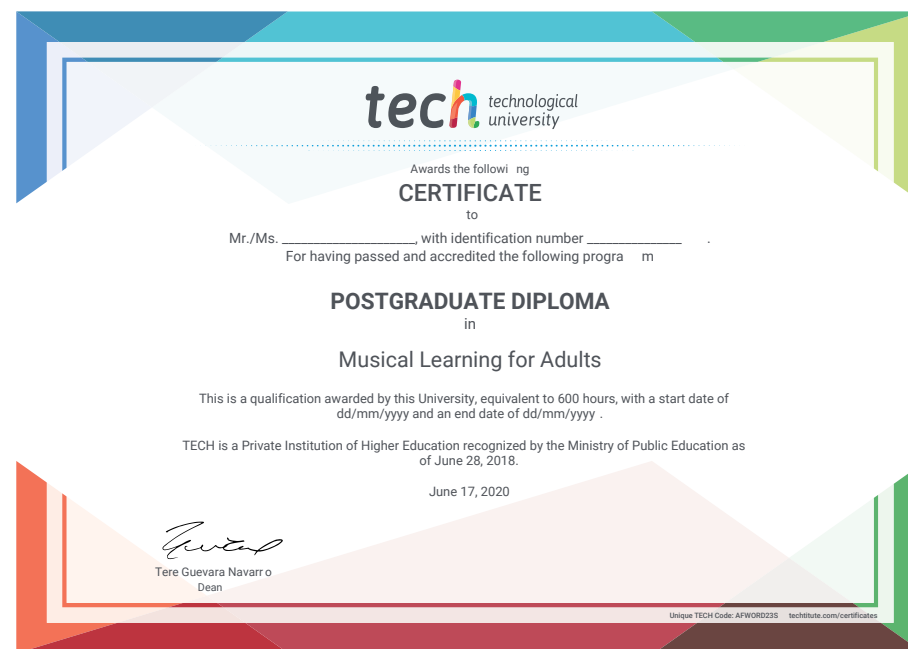 tech technological
university
Awards the followi ng
CERTIFICATE
to
Mr./Ms. _____________________, with identification number _______________ .
For having passed and accredited the following progra m
POSTGRADUATE DIPLOMA
in
Musical Learning for Adults
This is a qualification awarded by this University, equivalent to 600 hours, with a start date of
dd/mm/yyyy and an end date of dd/mm/yyyy .
TECH is a Private Institution of Higher Education recognized by the Ministry of Public Education as
of June 28, 2018.
June 17, 2020
Tere Guevara Navarr o
Dean
Unique TECH Code: AFWORD23S techtitute.com/certificates